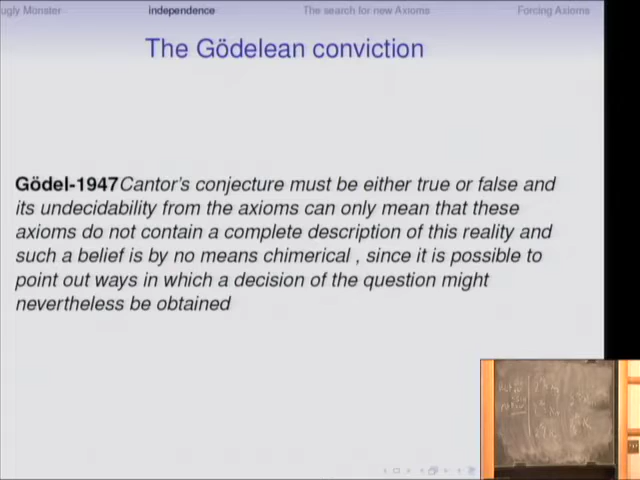 ugly Monster independence The search for new Axioms Forcing Axioms
The Gödelean conviction
Gödel-1947Cantor's conjecture must be either true or false and
its undecidability from the axioms can only mean that these
axioms do not contain a complete description of this reality and
such a belief is by no means chimerical , since it is possible to
point out ways in which a decision of the question might
nevertheless be obtained